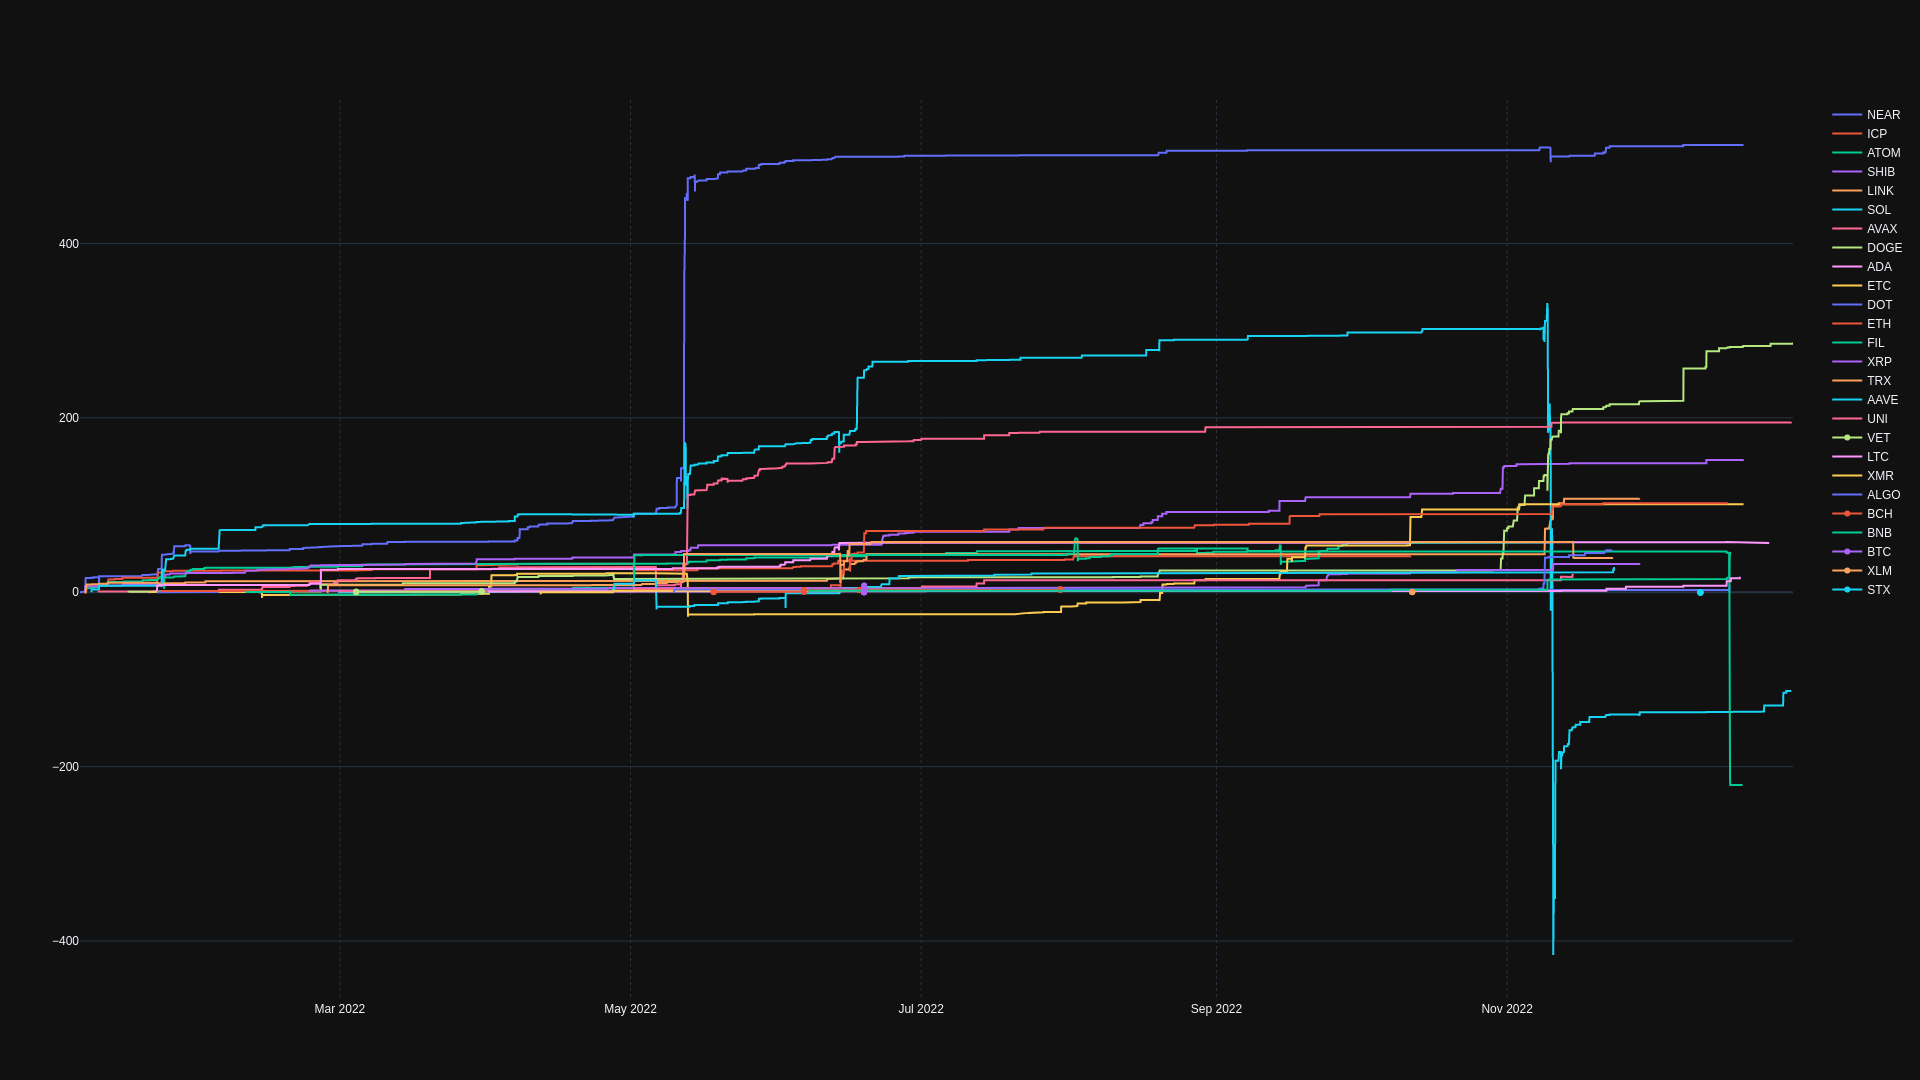 NEAR
ICP
ATOM
SHIB
LINK
SOL
AVAX
DOGE
ADA
ETC
DOT
ETH
FIL
XRP
TRX
AAVE
UNI
VET
LTC
XMR
ALGO
BCH
BNB
BTC
XLM
STX
400
200
0
−200
−400
Mar 2022 May 2022 Jul 2022 Sep 2022 Nov 2022